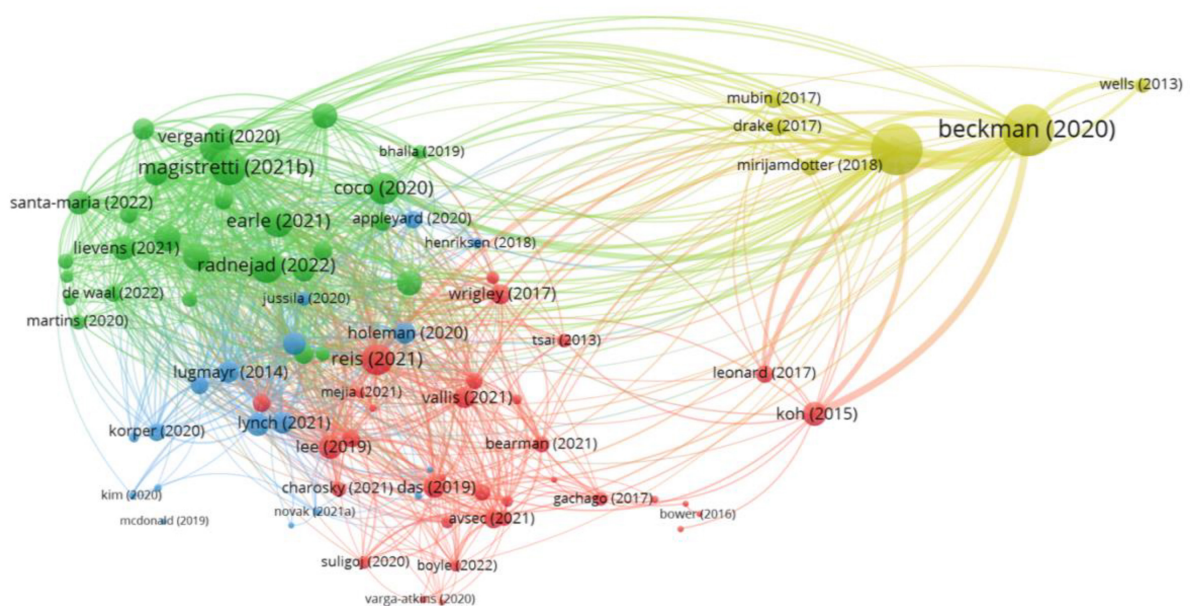 wells (2013)
mubin (2017)
beckman (2020)
drake (2017)
verganti (2020)
bhalla (2019)
magistretti (2021b)
mirijamdotter (2018)
coco (2020)
santa-maria (2022)
earle (2021)
appleyard (2020)
henriksen (2018)
lievens (2021)
radnejad (2022)
de waal (2022)
jussila (2020)
wrigley (2017)
martins (2020)
holeman (2020)
tsai (2013)
reis (2021)
lugmayr (2014)
leonard (2017)
mejia (2021)
vallis (2021)
koh (2015)
lynch (2021)
korper (2020)
lee (2019)
bearman (2021)
charosky (2021)
das (2019)
kim (2020)
gachago (2017)
novak (2021a)
mcdonald (2019)
avsec (2021)
bower (2016)
suligoj (2020)
boyle (2022)
varga-atkins (2020)